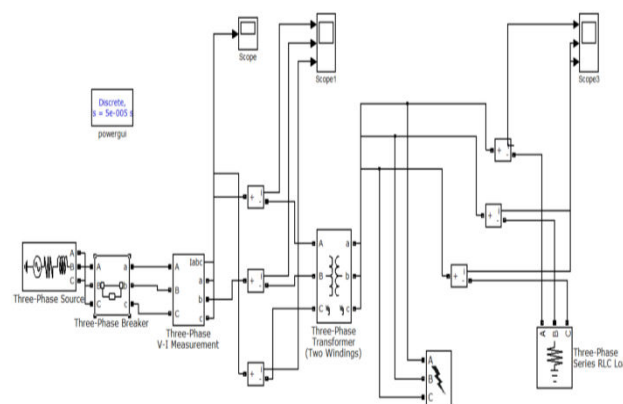 Scope
Scope1
Scope3
Discrete,
s = 5e-005 s
powergui
+
-
i
+
-
i
+
-
i
+
-
i
+
-
i
+
-
A
B
C
Three-Phase Source
A
B
C
a
b
c
Three-Phase Breaker
A
B
C
Iabc
a
b
c
Three-Phase
V-I Measurement
A
B
C
a
b
c
Three-Phase
Transformer
(Two Windings)
A
B
C
A
B
C
Three-Phase
Series RLC Lo